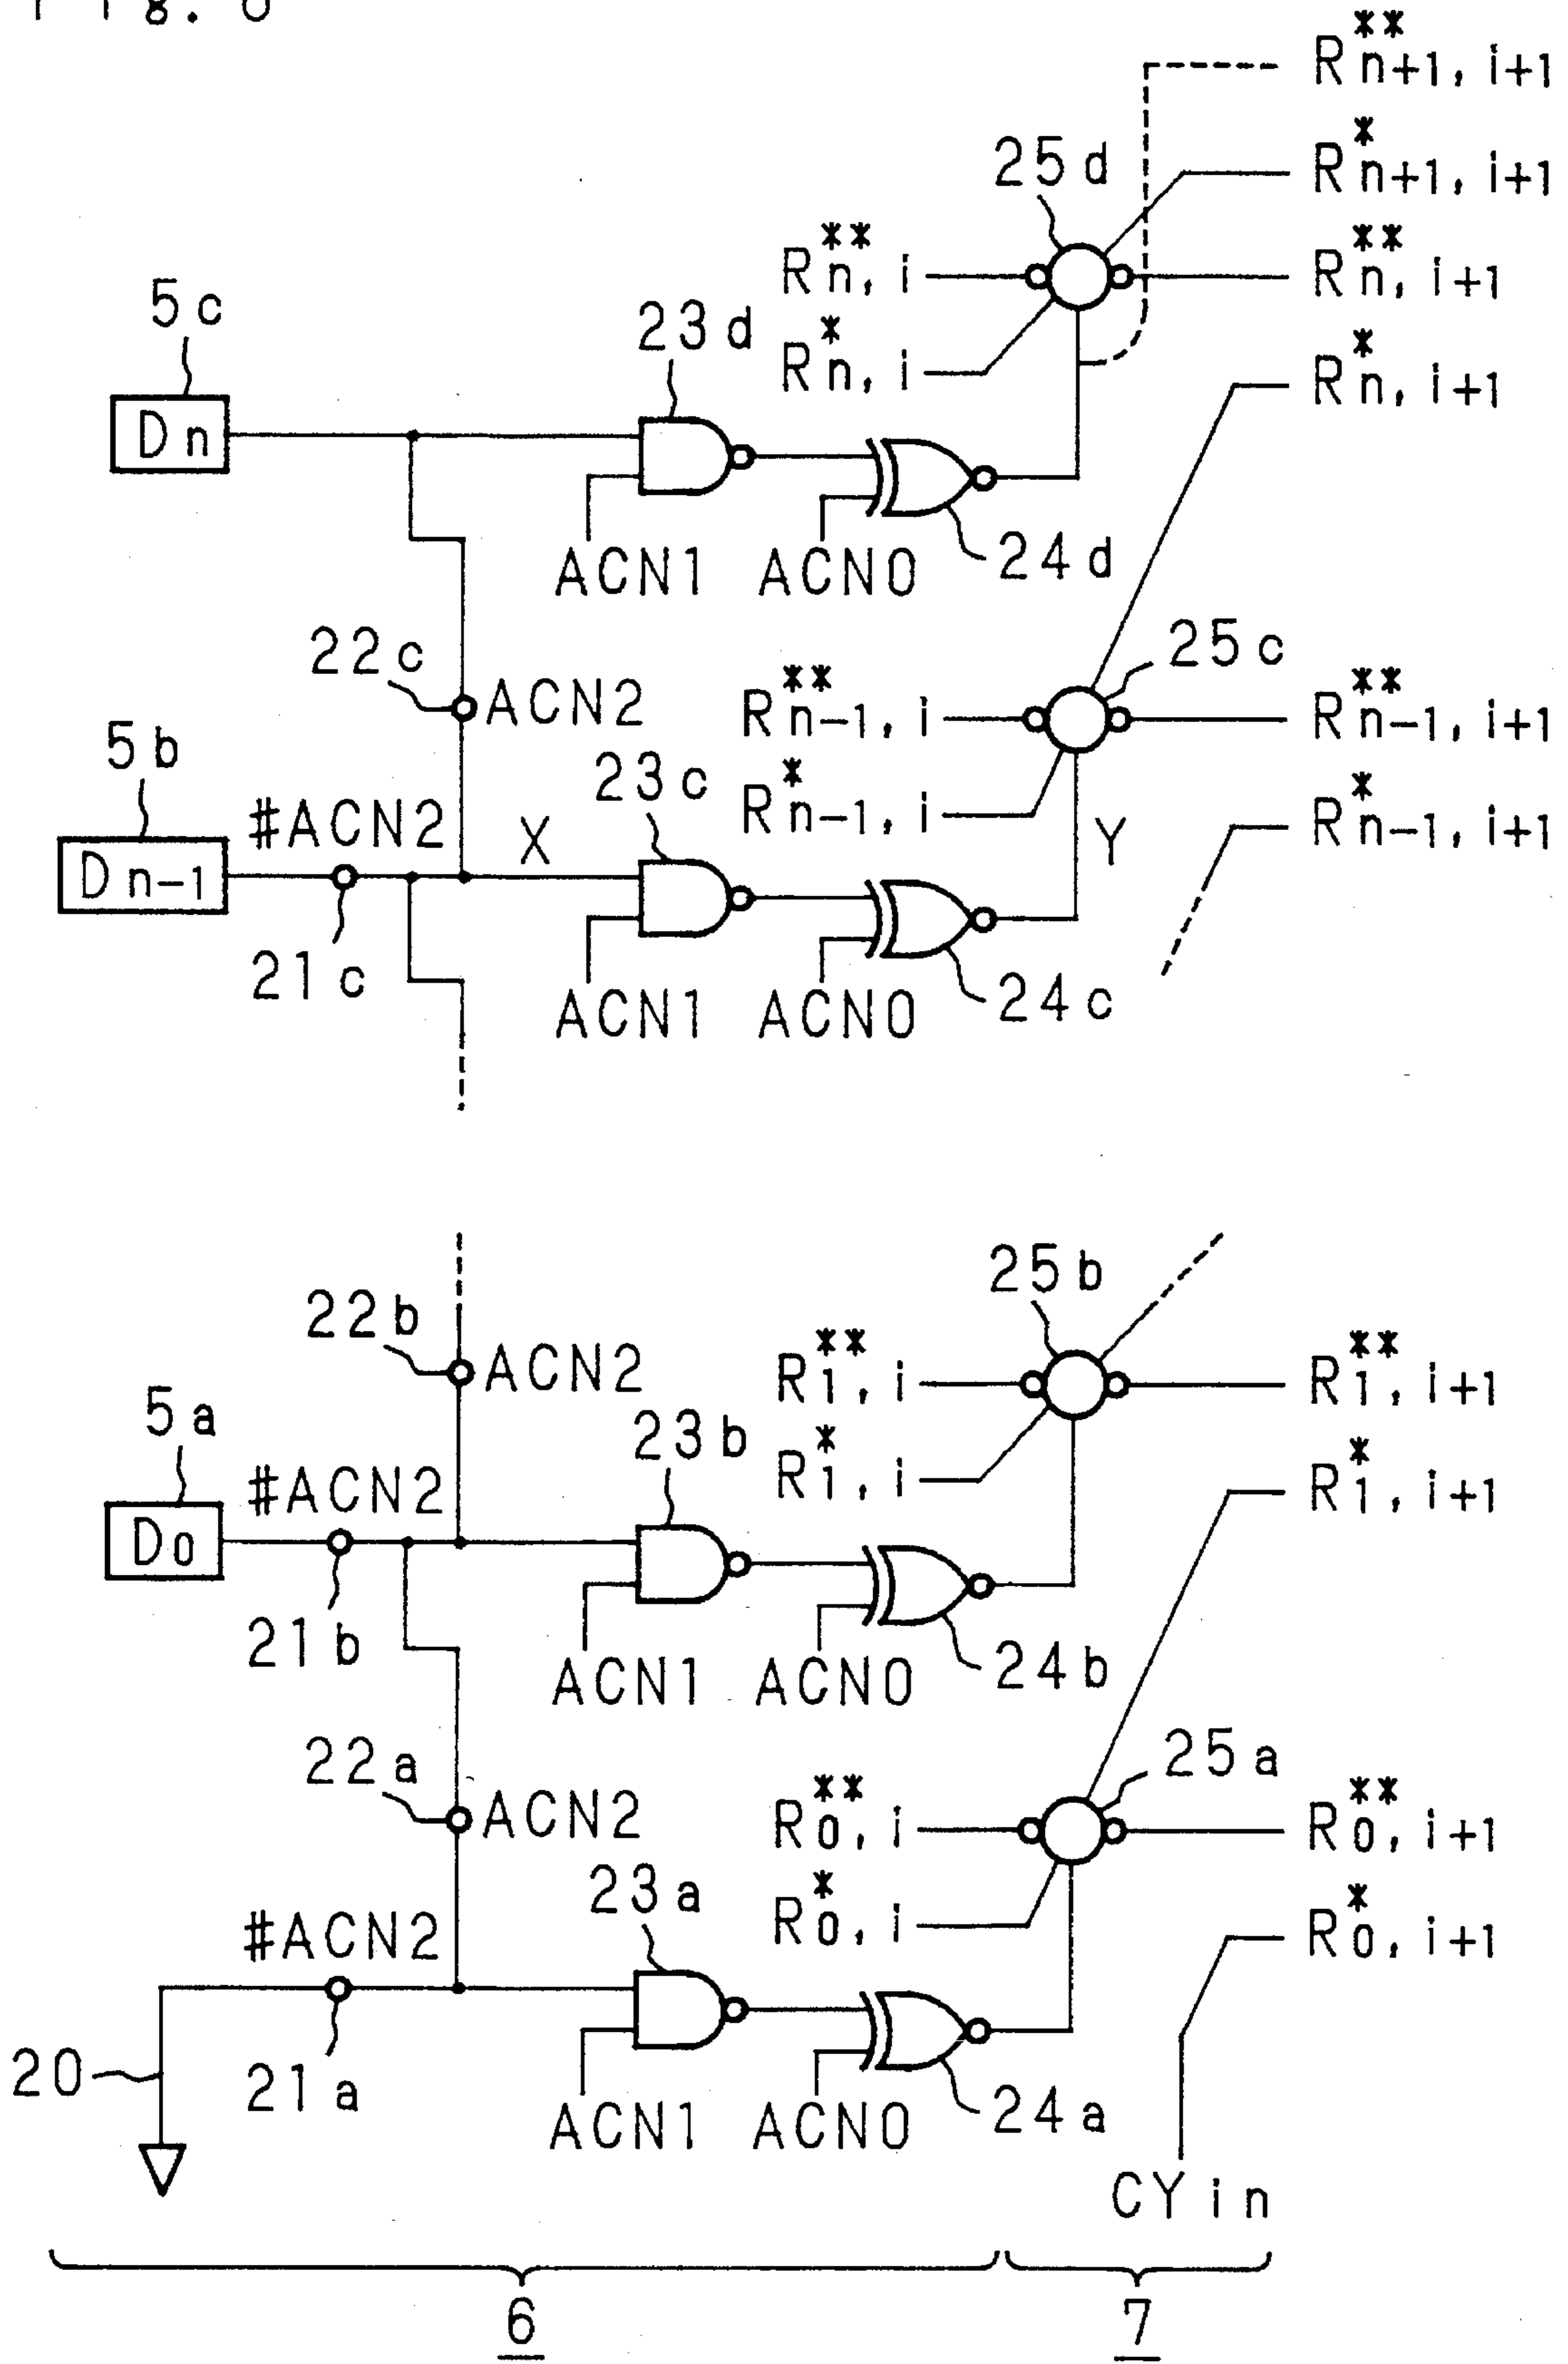 R**n+1, i+1
25d
R*n+1, i+1
R**n, i
R**n, i+1
5c
23d
R*n, i
R*n, i+1
Dn
ACN1
ACN0
24d
22c
ACN2
25c
R**n-1, i
R**n-1, i+1
5b
#ACN2
X
23c
R*n-1, i
Y
R*n-1, i+1
Dn-1
21c
ACN1
ACN0
24c
25b
22b
ACN2
R**1, i
R**1, i+1
5a
#ACN2
23b
R*1, i
R*1, i+1
D0
21b
ACN1
ACN0
24b
22a
ACN2
25a
R**0, i
R**0, i+1
#ACN2
23a
R*0, i
R*0, i+1
20
21a
ACN1
ACN0
24a
CYin
6
7